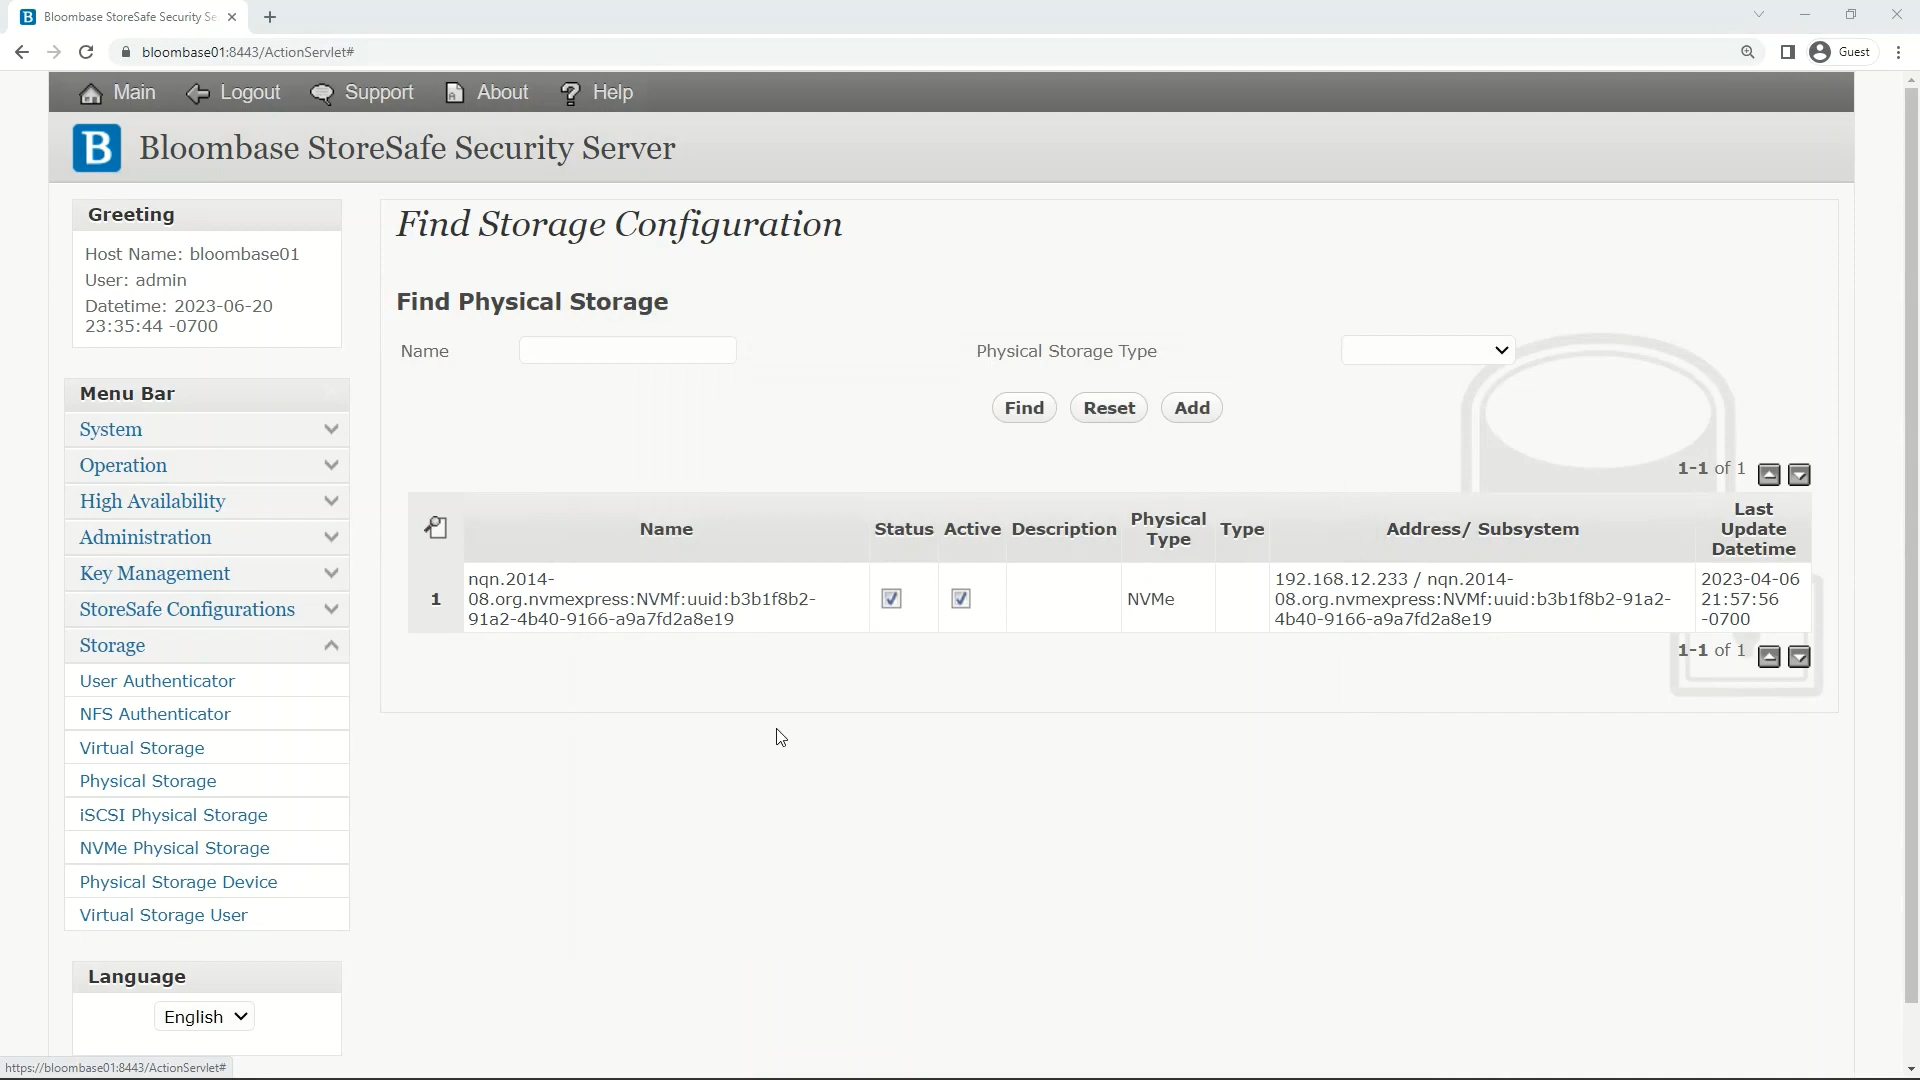 Bloombase StoreSafe Security Se
bloombase01:8443/ActionServlet#
Guest
Main
Logout
Support
About
Help
B
Bloombase StoreSafe Security Server
Greeting
Host Name: bloombase01
User: admin
Datetime: 2023-06-20
23:35:44 -0700
Menu Bar
System
Operation
High Availability
Administration
Key Management
StoreSafe Configurations
Storage
User Authenticator
NFS Authenticator
Virtual Storage
Physical Storage
iSCSI Physical Storage
NVMe Physical Storage
Physical Storage Device
Virtual Storage User
Language
English
Find Storage Configuration
Find Physical Storage
Name
Physical Storage Type
Find
Reset
Add
1-1 of 1
Name
Status
Active
Description
Physical
Type
Type
Address/ Subsystem
Last
Update
Datetime
1
nqn.2014-
08.org.nvmexpress:NVMf:uuid:b3b1f8b2-
91a2-4b40-9166-a9a7fd2a8e19
NVMe
192.168.12.233 / nqn.2014-
08.org.nvmexpress:NVMf:uuid:b3b1f8b2-91a2-
4b40-9166-a9a7fd2a8e19
2023-04-06
21:57:56
-0700
1-1 of 1
https://bloombase01:8443/ActionServlet#